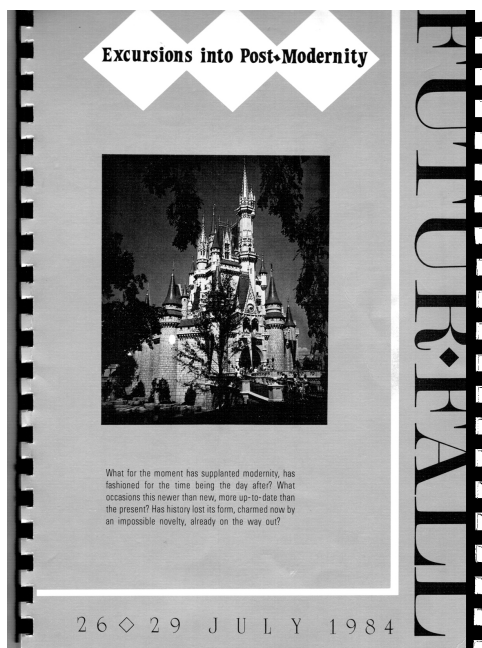 Excursions into Post◆Modernity
FUTUR◆FALL
What for the moment has supplanted modernity, has
fashioned for the time being the day after? What
occasions this newer than new, more up-to-date than
the present? Has history lost its form, charmed now by
an impossible novelty, already on the way out?
26 ◇ 29 JULY 1984